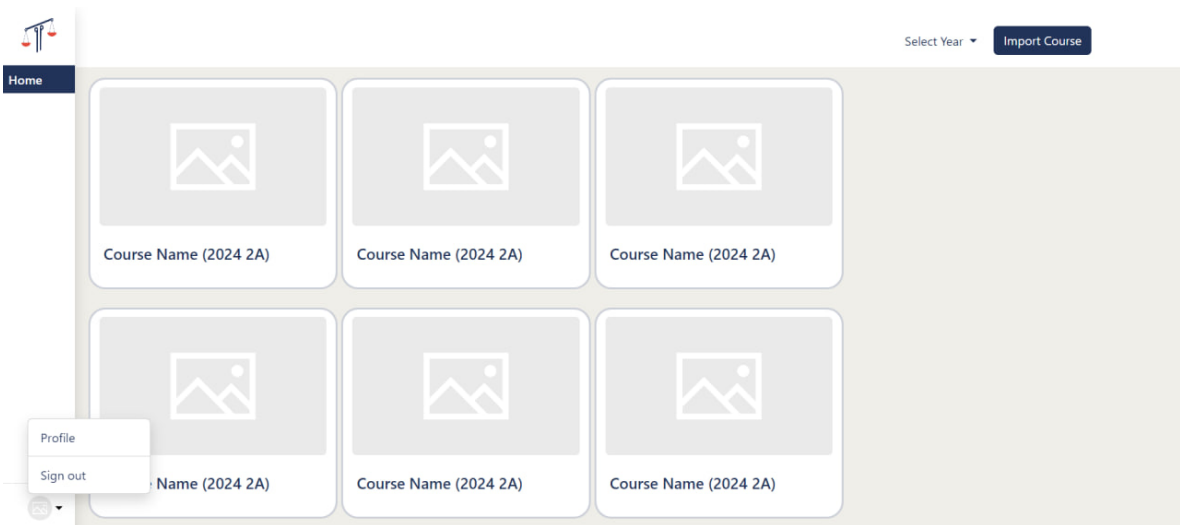 Select Year
Import Course
Home
Course Name (2024 2A)
Course Name (2024 2A)
Course Name (2024 2A)
Profile
Sign out
Name (2024 2A)
Course Name (2024 2A)
Course Name (2024 2A)